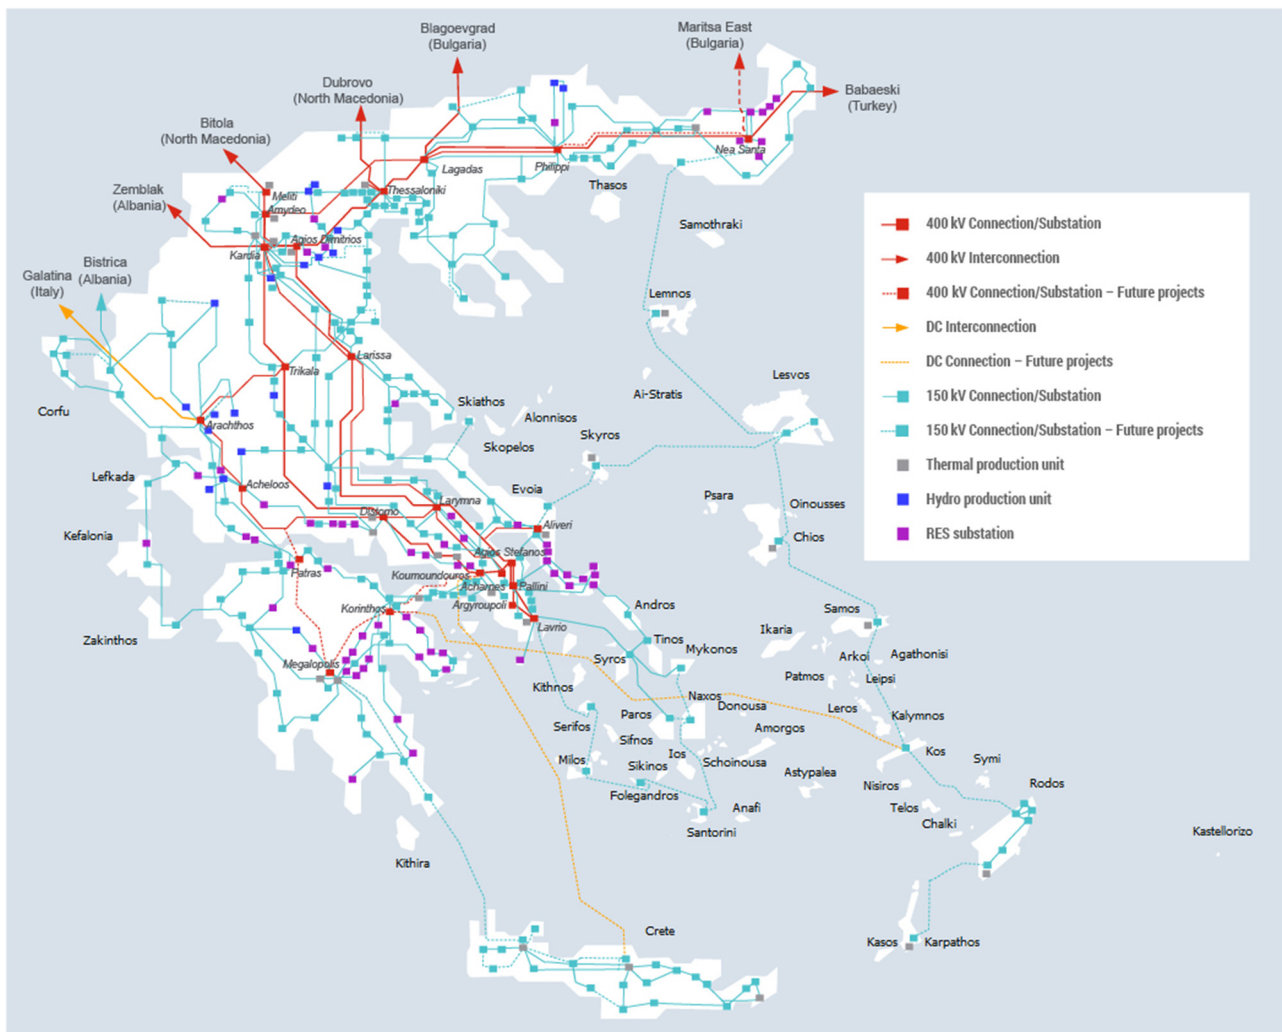 Blagoevgrad
(Bulgaria)
Maritsa East
(Bulgaria)
Dubrovo
(North Macedonia)
Babaeski
(Turkey)
Bitola
(North Macedonia)
Zemblak
(Albania)
Bistrica
(Albania)
Galatina
(Italy)
Nea Santa
Philippi
Lagadas
Thessaloniki
Meliti
Amydeo
Agios Dimitrios
Kardia
Thasos
Samothraki
Lemnos
Larissa
Trikala
Ai-Stratis
Lesvos
Corfu
Arachthos
Skiathos
Alonnisos
Skopelos
Skyros
Lefkada
Acheloos
Evoia
Larymna
Distomo
Aliveri
Psara
Oinousses
Chios
Kefalonia
Agios Stefanos
Patras
Koumoundouros
Acharnes
Pallini
Korinthos
Argyroupoli
Lavrio
Andros
Samos
Zakinthos
Megalopolis
Tinos
Mykonos
Ikaria
Arkoi
Agathonisi
Syros
Patmos
Leipsi
Kithnos
Naxos
Donousa
Leros
Kalymnos
Serifos
Paros
Amorgos
Sifnos
Kos
Milos
Sikinos
Ios
Schoinousa
Astypalea
Symi
Nisiros
Rodos
Folegandros
Anafi
Telos
Chalki
Santorini
Kastellorizo
Kithira
Crete
Kasos
Karpathos
400 kV Connection/Substation
400 kV Interconnection
400 kV Connection/Substation – Future projects
DC Interconnection
DC Connection – Future projects
150 kV Connection/Substation
150 kV Connection/Substation – Future projects
Thermal production unit
Hydro production unit
RES substation